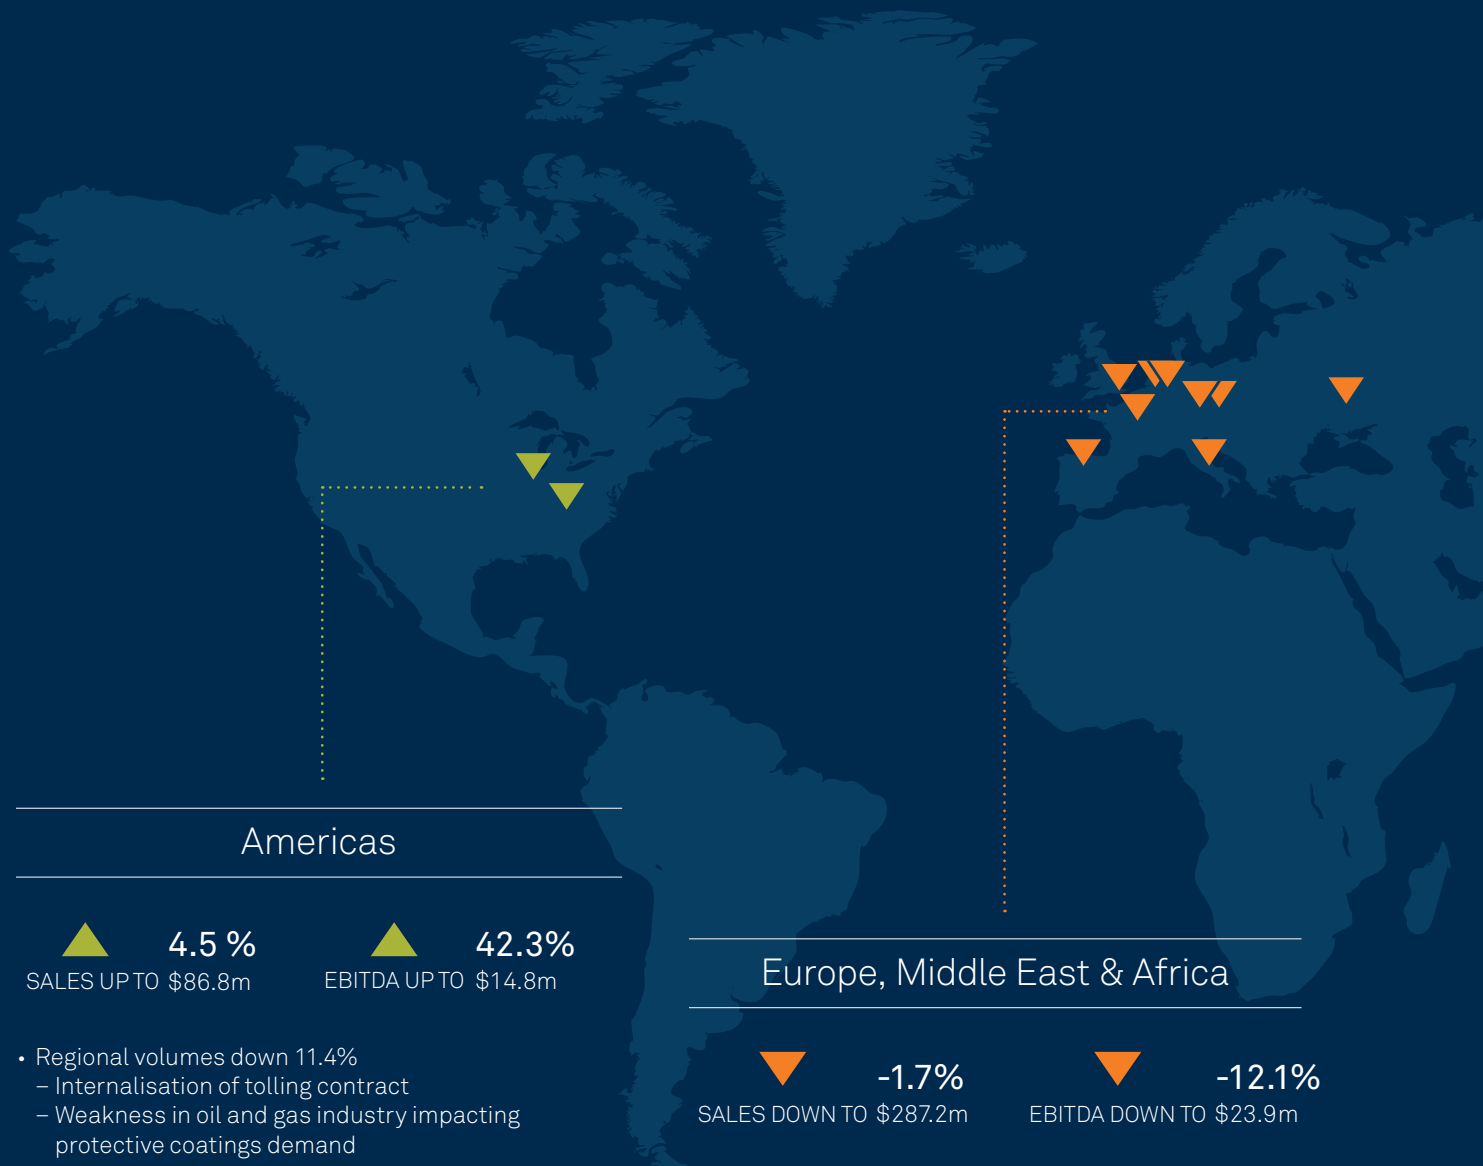 Americas
4.5 % 42.3%
SALES UP TO $86.8m EBITDA UP TO $14.8m
• Regional volumes down 11.4%
– Internalisation of tolling contract
– Weakness in oil and gas industry impacting
protective coatings demand
Europe, Middle East & Africa
-1.7% -12.1%
SALES DOWN TO $287.2m EBITDA DOWN TO $23.9m